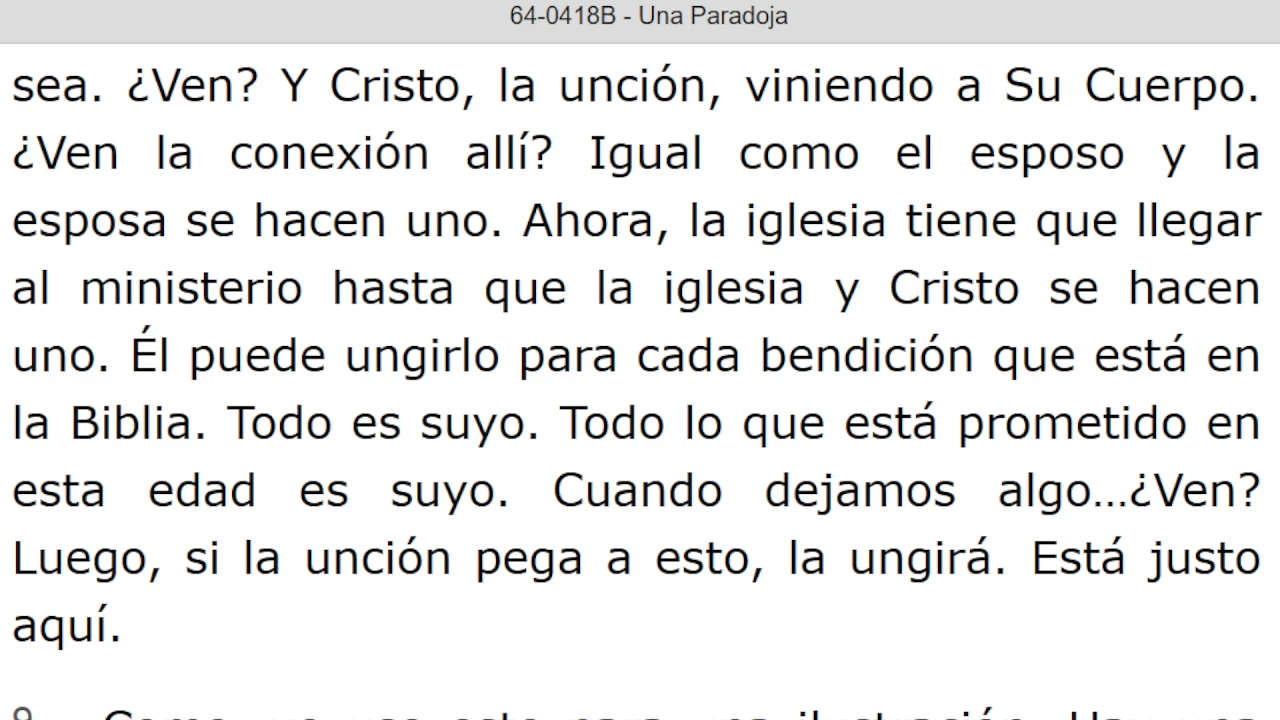 64-0418B - Una Paradoja
sea. ¿Ven? Y Cristo, la unción, viniendo a Su Cuerpo.
¿Ven la conexión allí? Igual como el esposo y la
esposa se hacen uno. Ahora, la iglesia tiene que llegar
al ministerio hasta que la iglesia y Cristo se hacen
uno. Él puede ungirlo para cada bendición que está en
la Biblia. Todo es suyo. Todo lo que está prometido en
esta edad es suyo. Cuando dejamos algo...¿Ven?
Luego, si la unción pega a esto, la ungirá. Está justo
aquí.